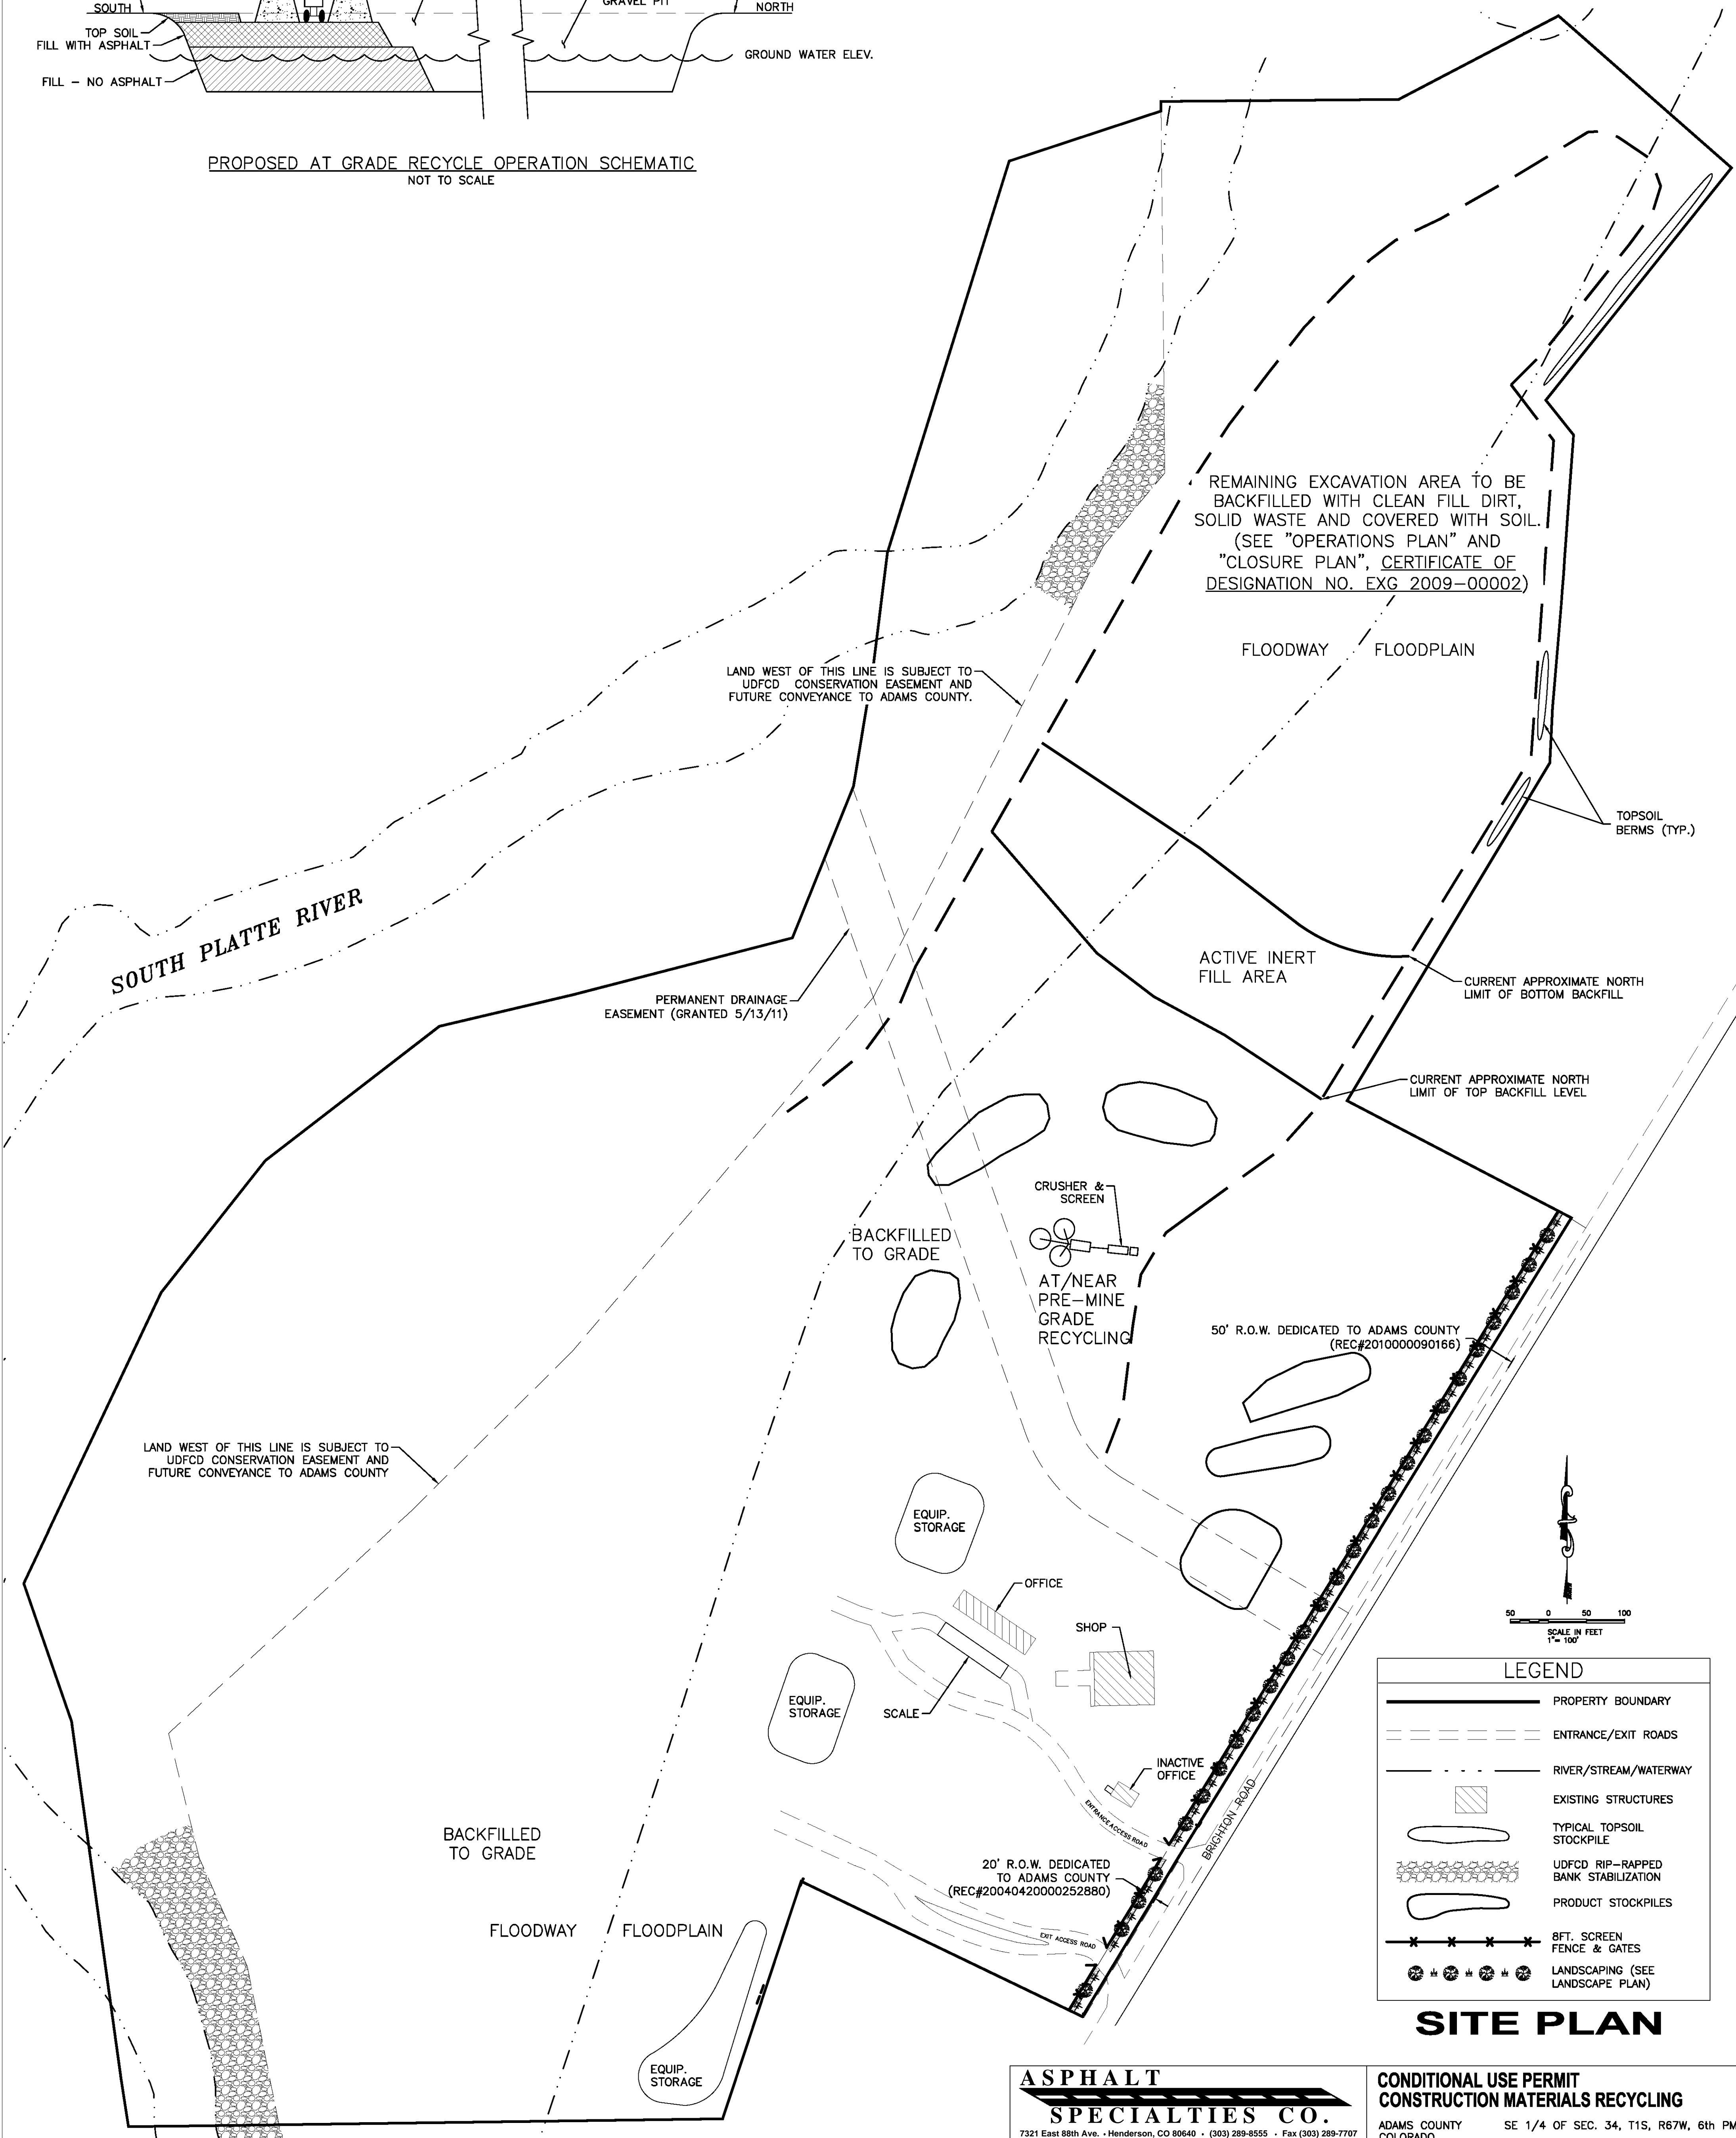 GRAVEL PIT
SOUTH
NORTH
TOP SOIL
FILL WITH ASPHALT
GROUND WATER ELEV.
FILL – NO ASPHALT
PROPOSED AT GRADE RECYCLE OPERATION SCHEMATIC
NOT TO SCALE
REMAINING EXCAVATION AREA TO BE
BACKFILLED WITH CLEAN FILL DIRT,
SOLID WASTE AND COVERED WITH SOIL.
(SEE "OPERATIONS PLAN" AND
"CLOSURE PLAN", CERTIFICATE OF
DESIGNATION NO. EXG 2009–00002)
FLOODWAY
FLOODPLAIN
LAND WEST OF THIS LINE IS SUBJECT TO
UDFCD CONSERVATION EASEMENT AND
FUTURE CONVEYANCE TO ADAMS COUNTY.
TOPSOIL
BERMS (TYP.)
SOUTH PLATTE RIVER
ACTIVE INERT
FILL AREA
CURRENT APPROXIMATE NORTH
LIMIT OF BOTTOM BACKFILL
PERMANENT DRAINAGE
EASEMENT (GRANTED 5/13/11)
CURRENT APPROXIMATE NORTH
LIMIT OF TOP BACKFILL LEVEL
CRUSHER &
SCREEN
BACKFILLED
TO GRADE
AT/NEAR
PRE–MINE
GRADE
RECYCLING
50' R.O.W. DEDICATED TO ADAMS COUNTY
(REC#2010000090166)
LAND WEST OF THIS LINE IS SUBJECT TO
UDFCD CONSERVATION EASEMENT AND
FUTURE CONVEYANCE TO ADAMS COUNTY
EQUIP.
STORAGE
OFFICE
SHOP
EQUIP.
STORAGE
SCALE
INACTIVE
OFFICE
ENTRANCE ACCESS ROAD
BRIGHTON ROAD
BACKFILLED
TO GRADE
20' R.O.W. DEDICATED
TO ADAMS COUNTY
(REC#20040420000252880)
FLOODWAY
FLOODPLAIN
EXIT ACCESS ROAD
EQUIP.
STORAGE
50 0 50 100
SCALE IN FEET
1"= 100'
LEGEND
PROPERTY BOUNDARY
ENTRANCE/EXIT ROADS
RIVER/STREAM/WATERWAY
EXISTING STRUCTURES
TYPICAL TOPSOIL
STOCKPILE
UDFCD RIP–RAPPED
BANK STABILIZATION
PRODUCT STOCKPILES
8FT. SCREEN
FENCE & GATES
LANDSCAPING (SEE
LANDSCAPE PLAN)
SITE PLAN
ASPHALT
SPECIALTIES CO.
7321 East 88th Ave. • Henderson, CO 80640 • (303) 289-8555 • Fax (303) 289-7707
CONDITIONAL USE PERMIT
CONSTRUCTION MATERIALS RECYCLING
ADAMS COUNTY SE 1/4 OF SEC. 34, T1S, R67W, 6th PM
COLORADO